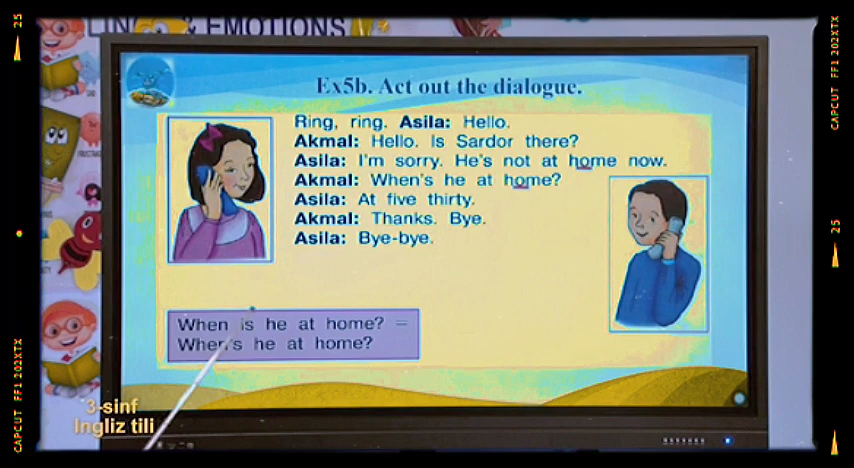 & EMOTIONS
Ex5b. Act out the dialogue.
Ring, ring. Asila: Hello.
Akmal: Hello. Is Sardor there?
Asila: I'm sorry. He's not at home now.
Akmal: When's he at home?
Asila: At five thirty.
Akmal: Thanks. Bye.
Asila: Bye-bye.
When is he at home? =
When's he at home?
3-sinf
Ingliz tili
25
CAPCUT FF1 202XTX
CAPCUT FF1 202XTX
25